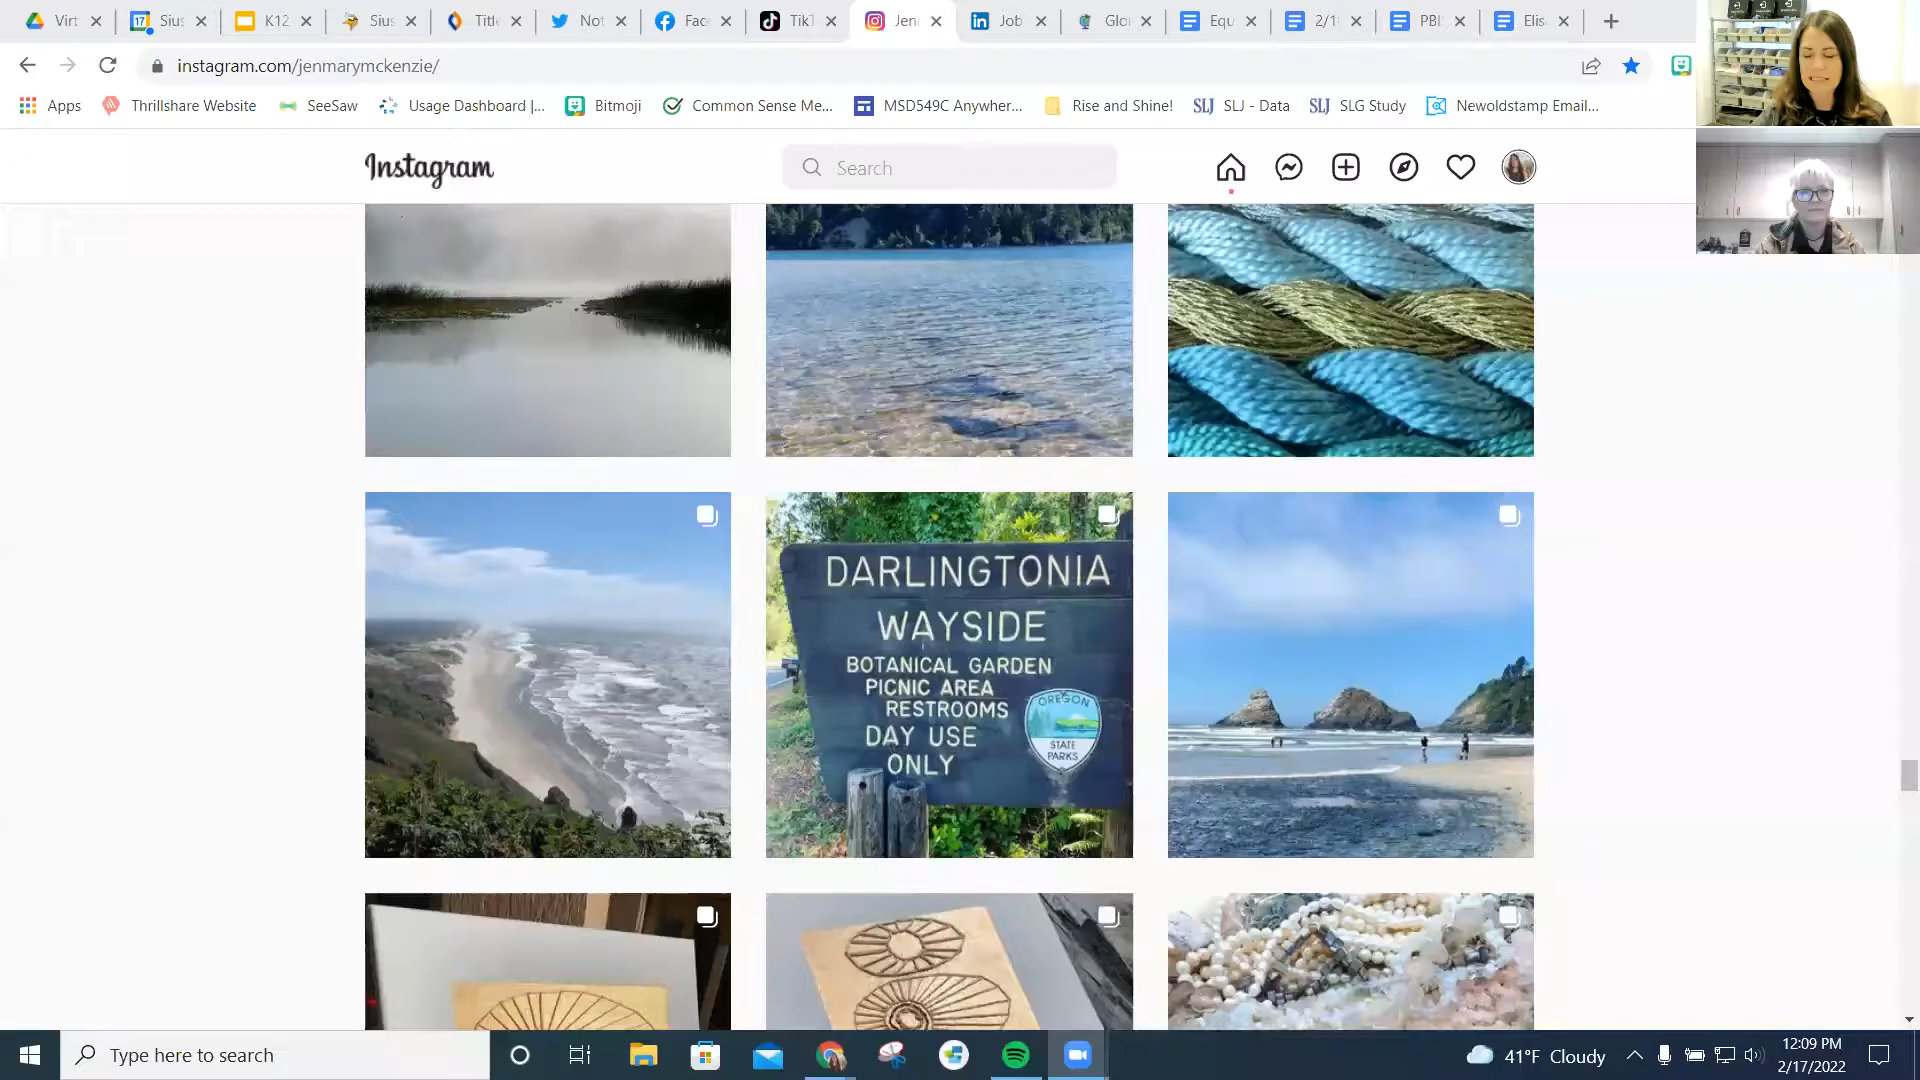 Virt
17
Sius
K12
Sius
Title
Not
Fac
TikT
Jen
Job
Glo
Equ
2/1
PBI
Elis
instagram.com/jenmarymckenzie/
Apps
Thrillshare Website
SeeSaw
Usage Dashboard |...
Bitmoji
Common Sense Me...
MSD549C Anywher...
Rise and Shine!
SLJ SLJ - Data
SLJ SLG Study
Newoldstamp Email...
Instagram
Search
DARLINGTONIA
WAYSIDE
BOTANICAL GARDEN
PICNIC AREA
RESTROOMS
DAY USE
ONLY
OREGON
STATE
PARKS
Type here to search
41°F Cloudy
12:09 PM
2/17/2022